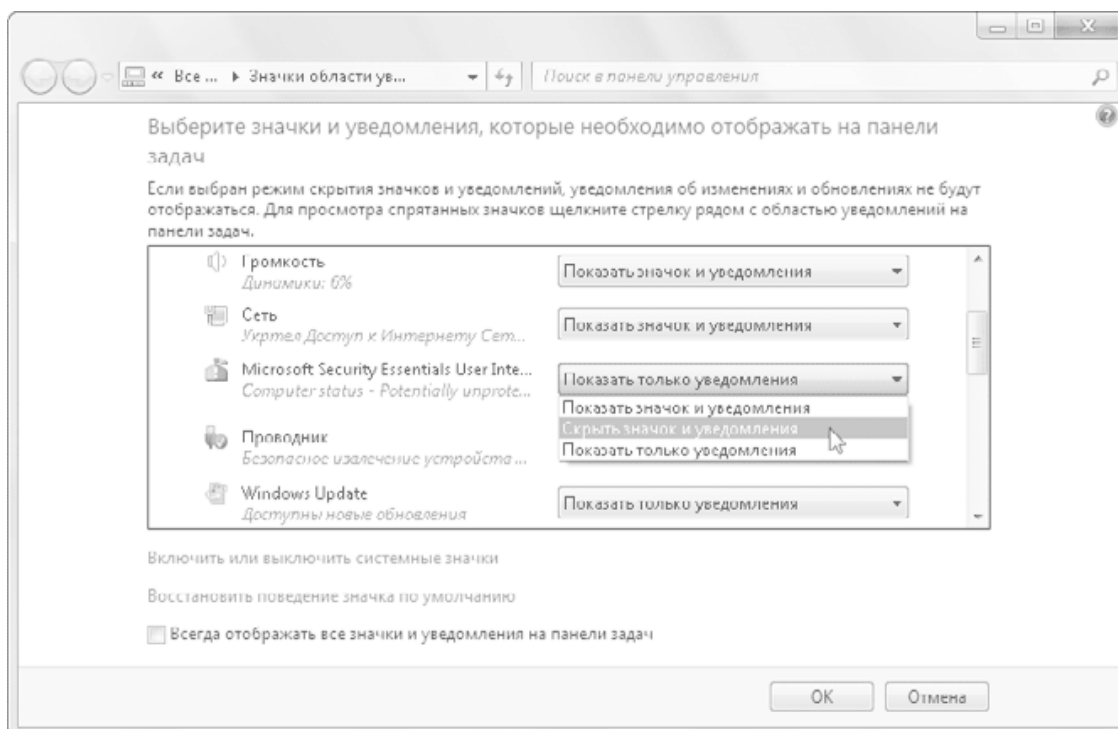 « Все ... ▸ Значки области ув...
Поиск в панели управления
Выберите значки и уведомления, которые необходимо отображать на панели
задач
Если выбран режим скрытия значков и уведомлений, уведомления об изменениях и обновлениях не будут
отображаться. Для просмотра спрятанных значков щелкните стрелку рядом с областью уведомлений на
панели задач.
Громкость
Показать значок и уведомления
Динамики: 6%
Сеть
Показать значок и уведомления
Укртел Доступ к Интернету Сет...
Microsoft Security Essentials User Inte...
Показать только уведомления
Computer status - Potentially unprote...
Показать значок и уведомления
Скрыть значок и уведомления
Показать только уведомления
Проводник
Безопасное извлечение устройств ...
Windows Update
Показать только уведомления
Доступны новые обновления
Включить или выключить системные значки
Восстановить поведение значка по умолчанию
Всегда отображать все значки и уведомления на панели задач
OK
Отмена